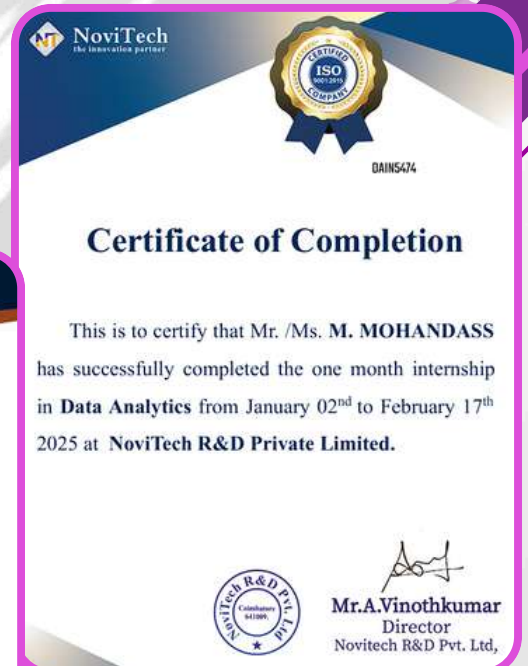 NT NoviTech
the innovation partner
CERTIFIED
ISO
9001:2015
COMPANY
DAIN5474
Certificate of Completion
This is to certify that Mr. /Ms. M. MOHANDASS
has successfully completed the one month internship
in Data Analytics from January 02nd to February 17th
2025 at NoviTech R&D Private Limited.
NoviTech R&D Pvt. Ltd
Coimbatore
641009.
Mr.A.Vinothkumar
Director
Novitech R&D Pvt. Ltd,